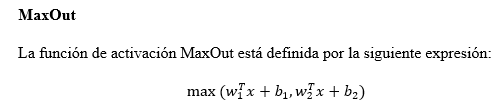 MaxOut
La función de activación MaxOut está definida por la siguiente expresión:
max (w₁ᵀx + b₁, w₂ᵀx + b₂)